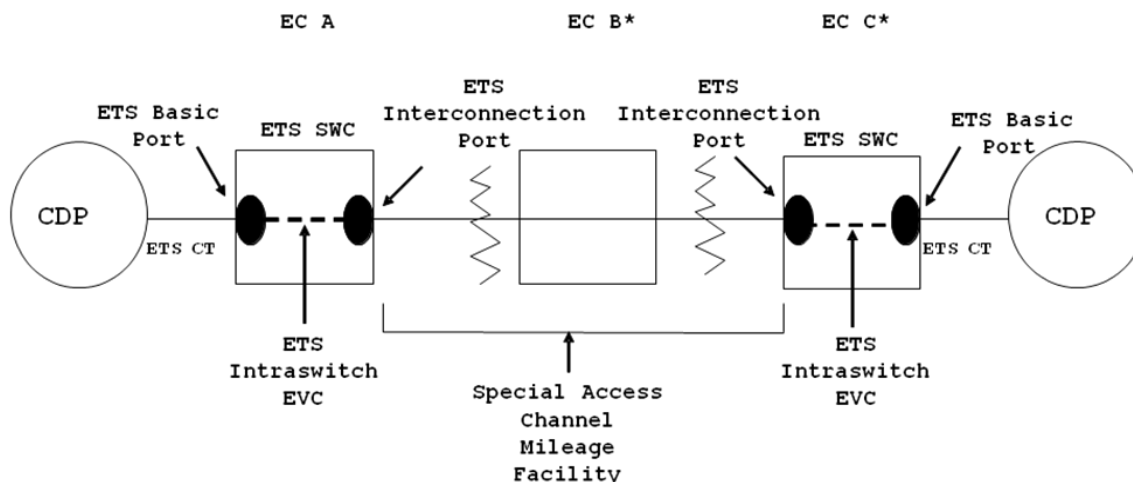 EC A
EC B*
EC C*
ETS
Interconnection
Port
ETS
Interconnection
Port
ETS Basic
Port
ETS SWC
ETS SWC
ETS Basic
Port
CDP
CDP
ETS CT
ETS CT
ETS
Intraswitch
EVC
Special Access
Channel
Mileage
Facility
ETS
Intraswitch
EVC